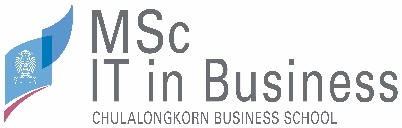 MSc
IT in Business
CHULALONGKORN BUSINESS SCHOOL